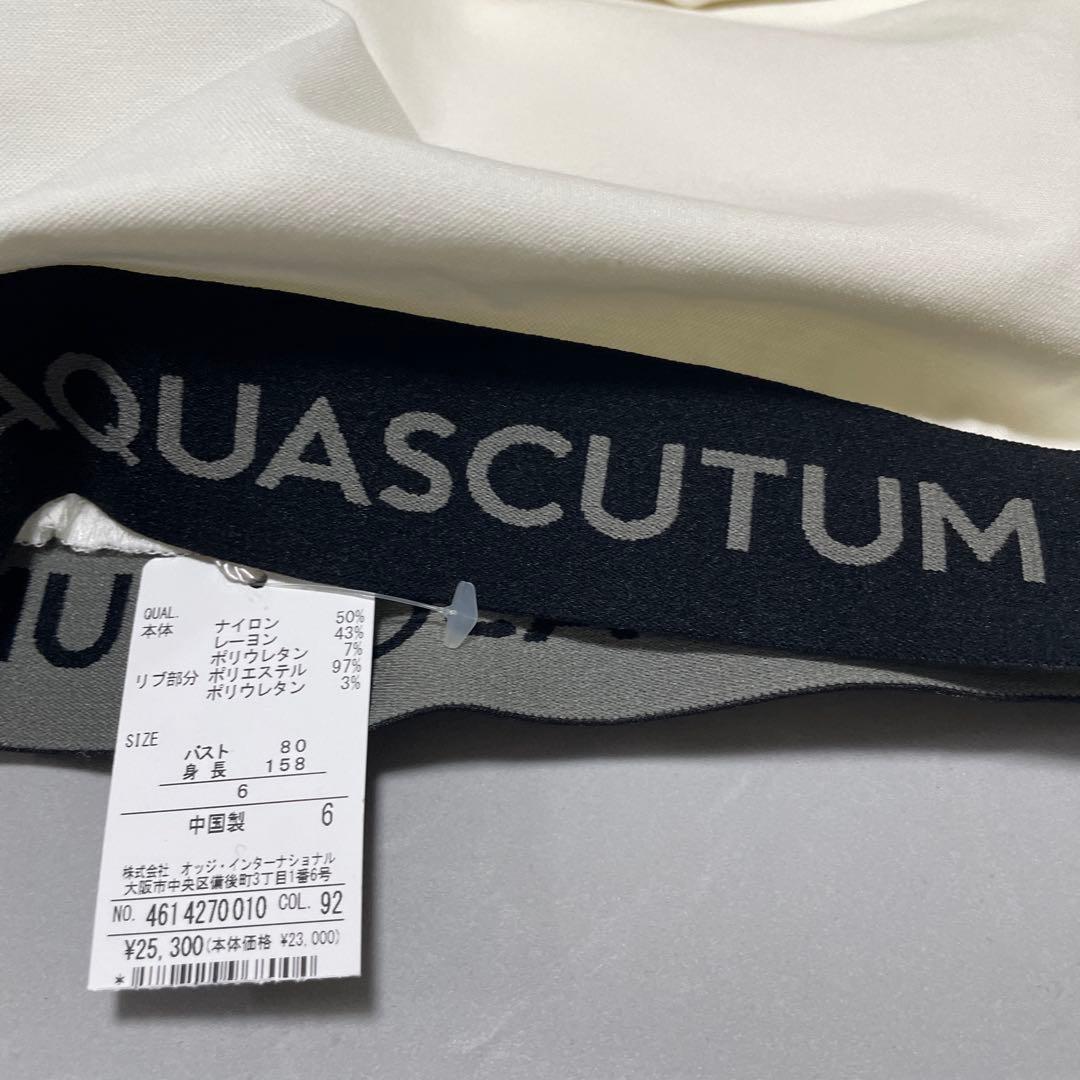 AQUASCUTUM
QUAL.
本体 ナイロン 50%
レーヨン 43%
ポリウレタン 7%
リブ部分 ポリエステル 97%
ポリウレタン 3%
SIZE
バスト 80
身長 158
6
中国製 6
株式会社 オッジ・インターナショナル
大阪市中央区備後町3丁目1番6号
NO. 4614270010 COL. 92
¥25,300(本体価格 ¥23,000)
*